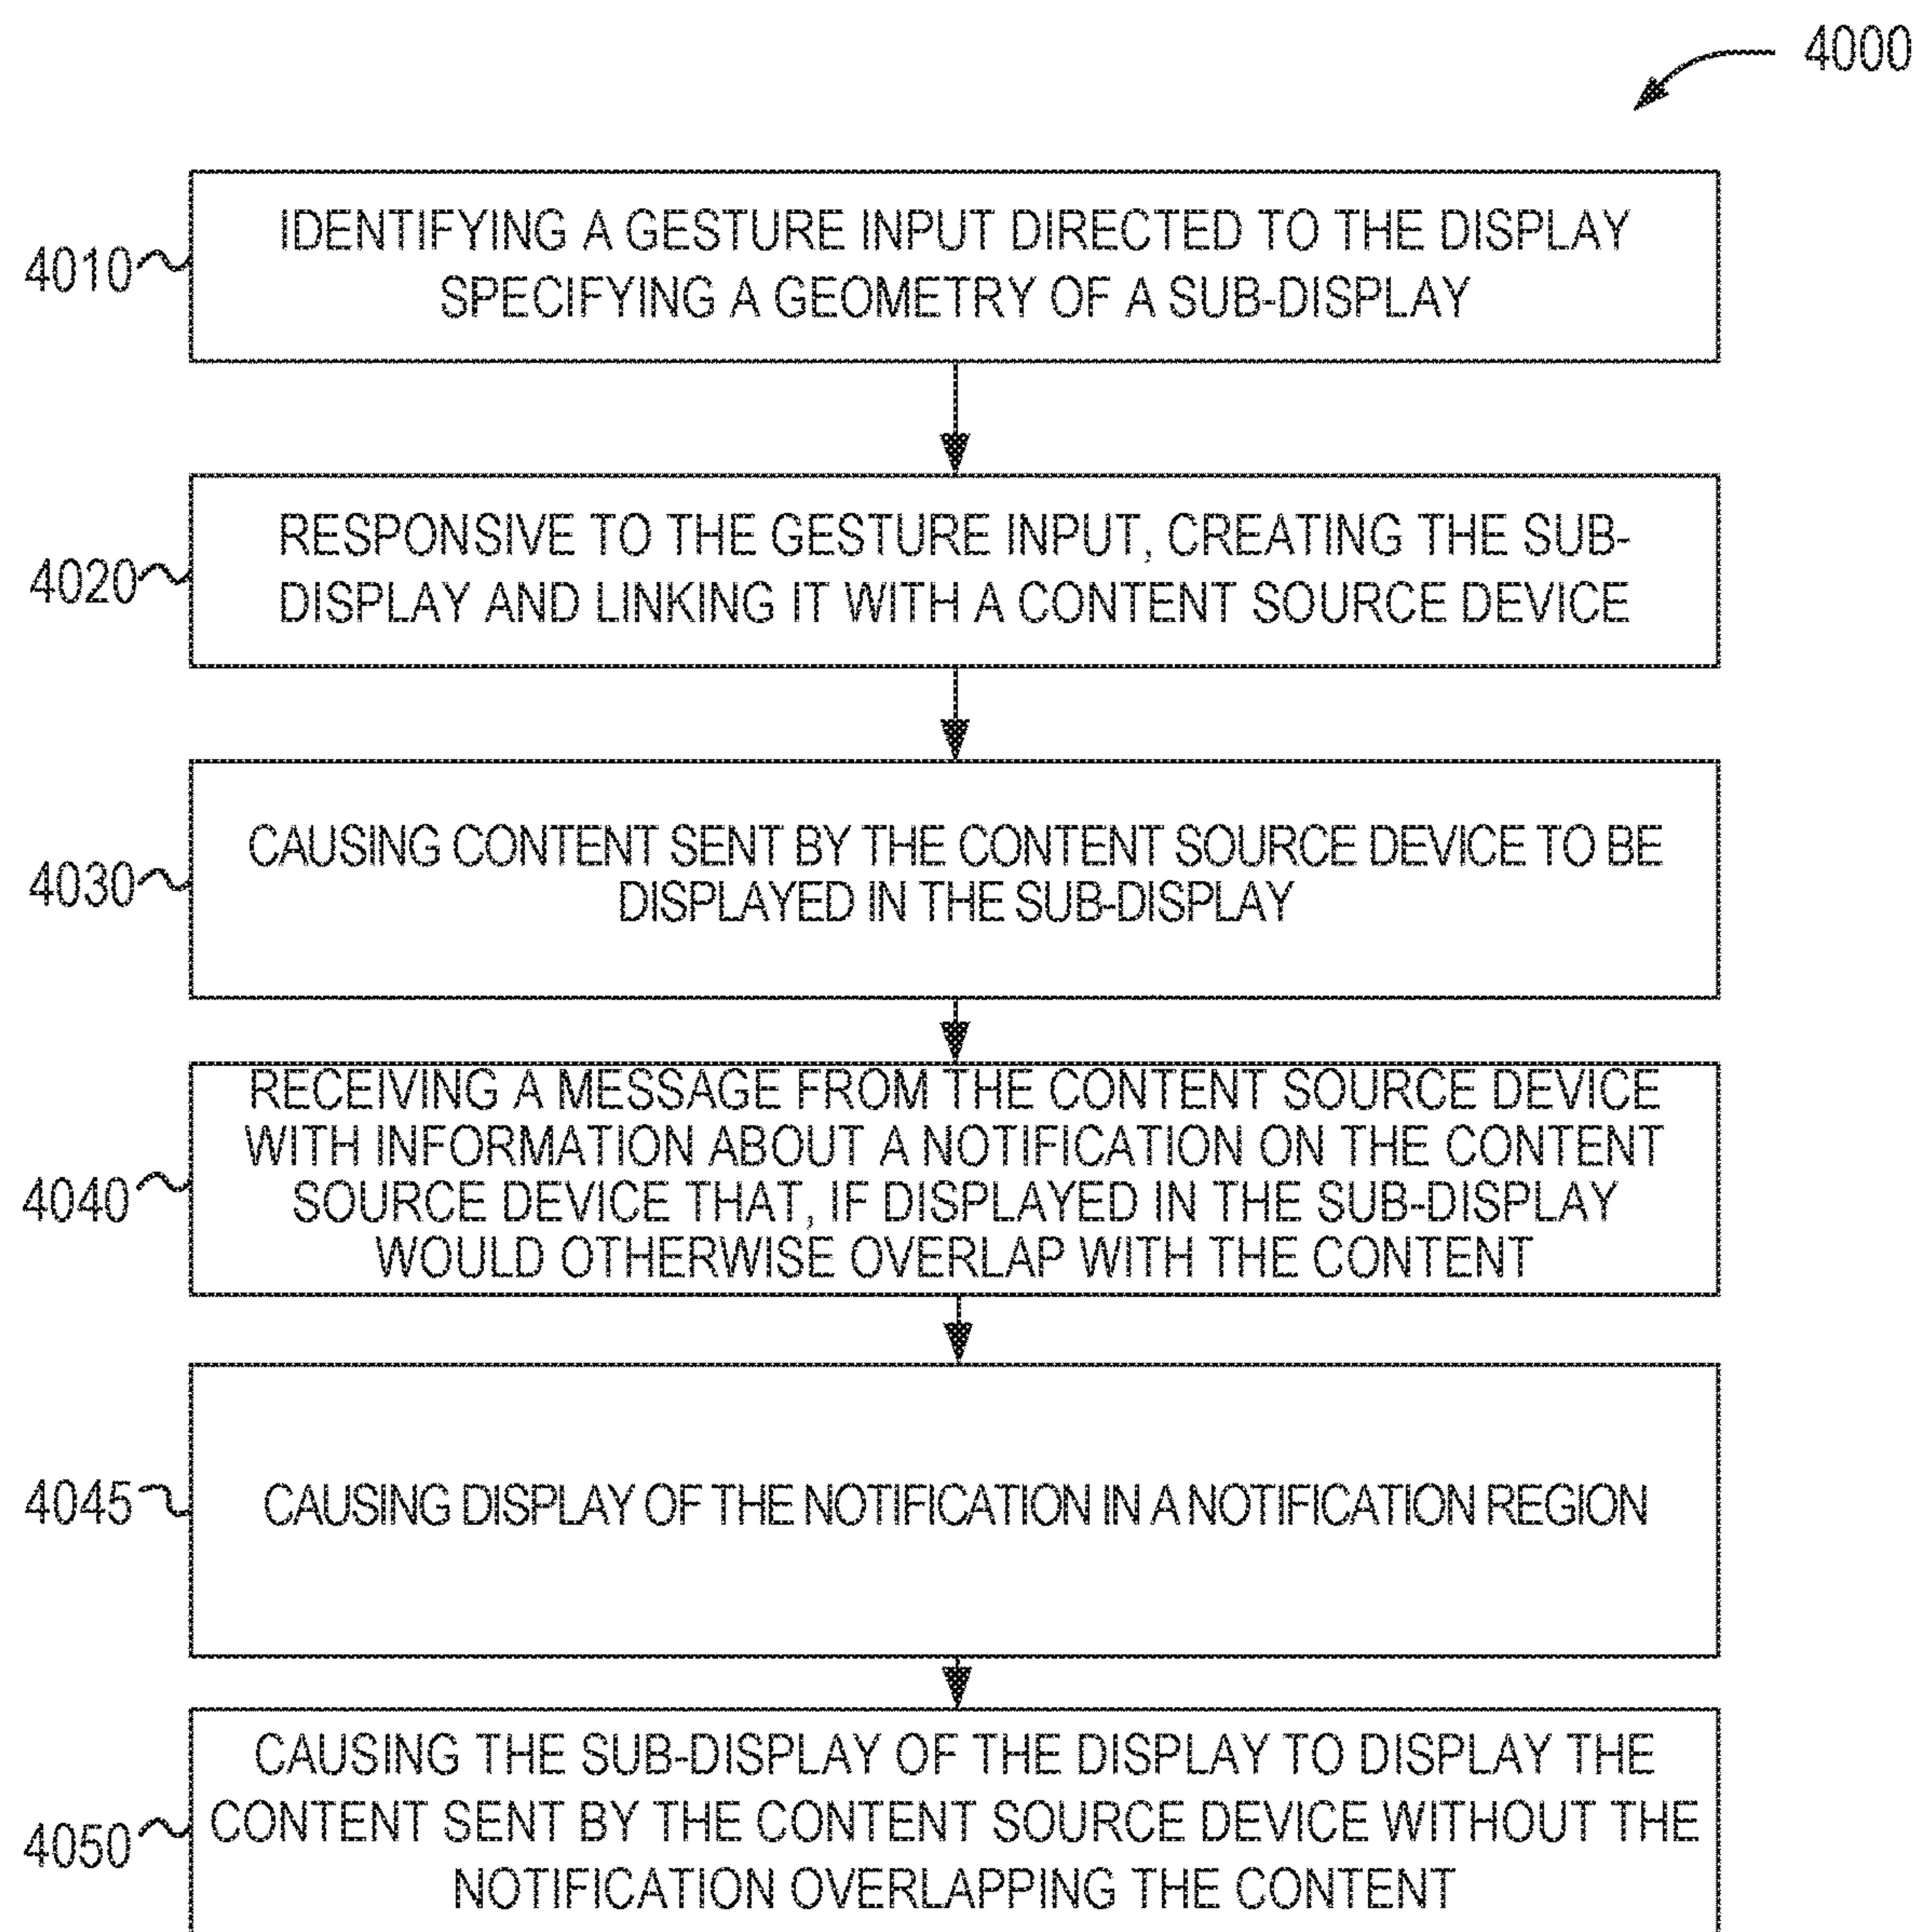 4000
IDENTIFYING A GESTURE INPUT DIRECTED TO THE DISPLAY
SPECIFYING A GEOMETRY OF A SUB-DISPLAY
4010
RESPONSIVE TO THE GESTURE INPUT, CREATING THE SUB-
DISPLAY AND LINKING IT WITH A CONTENT SOURCE DEVICE
4020
CAUSING CONTENT SENT BY THE CONTENT SOURCE DEVICE TO BE
DISPLAYED IN THE SUB-DISPLAY
4030
RECEIVING A MESSAGE FROM THE CONTENT SOURCE DEVICE
WITH INFORMATION ABOUT A NOTIFICATION ON THE CONTENT
SOURCE DEVICE THAT, IF DISPLAYED IN THE SUB-DISPLAY
WOULD OTHERWISE OVERLAP WITH THE CONTENT
4040
CAUSING DISPLAY OF THE NOTIFICATION IN A NOTIFICATION REGION
4045
CAUSING THE SUB-DISPLAY OF THE DISPLAY TO DISPLAY THE
CONTENT SENT BY THE CONTENT SOURCE DEVICE WITHOUT THE
NOTIFICATION OVERLAPPING THE CONTENT
4050